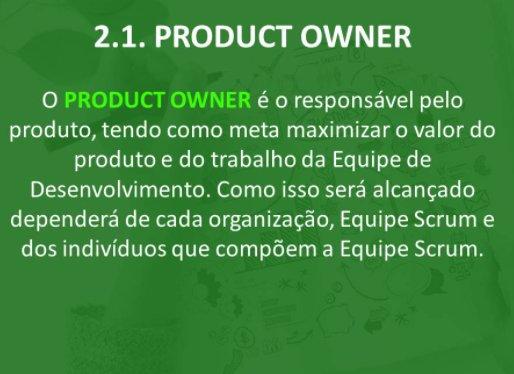 2.1. PRODUCT OWNER
O PRODUCT OWNER é o responsável pelo
produto, tendo como meta maximizar o valor do
produto e do trabalho da Equipe de
Desenvolvimento. Como isso será alcançado
dependerá de cada organização, Equipe Scrum e
dos indivíduos que compõem a Equipe Scrum.